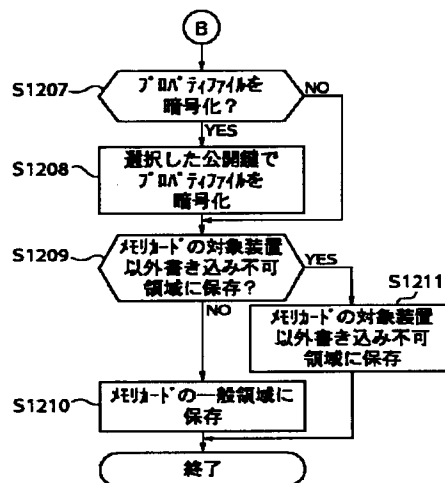 B
S1207
プロパティファイルを
暗号化？
NO
YES
S1208
選択した公開鍵で
プロパティファイルを
暗号化
S1209
メモリカードの対象装置
以外書き込み不可
領域に保存？
YES
NO
S1211
メモリカードの対象装置
以外書き込み不可
領域に保存
S1210
メモリカードの一般領域に
保存
終了